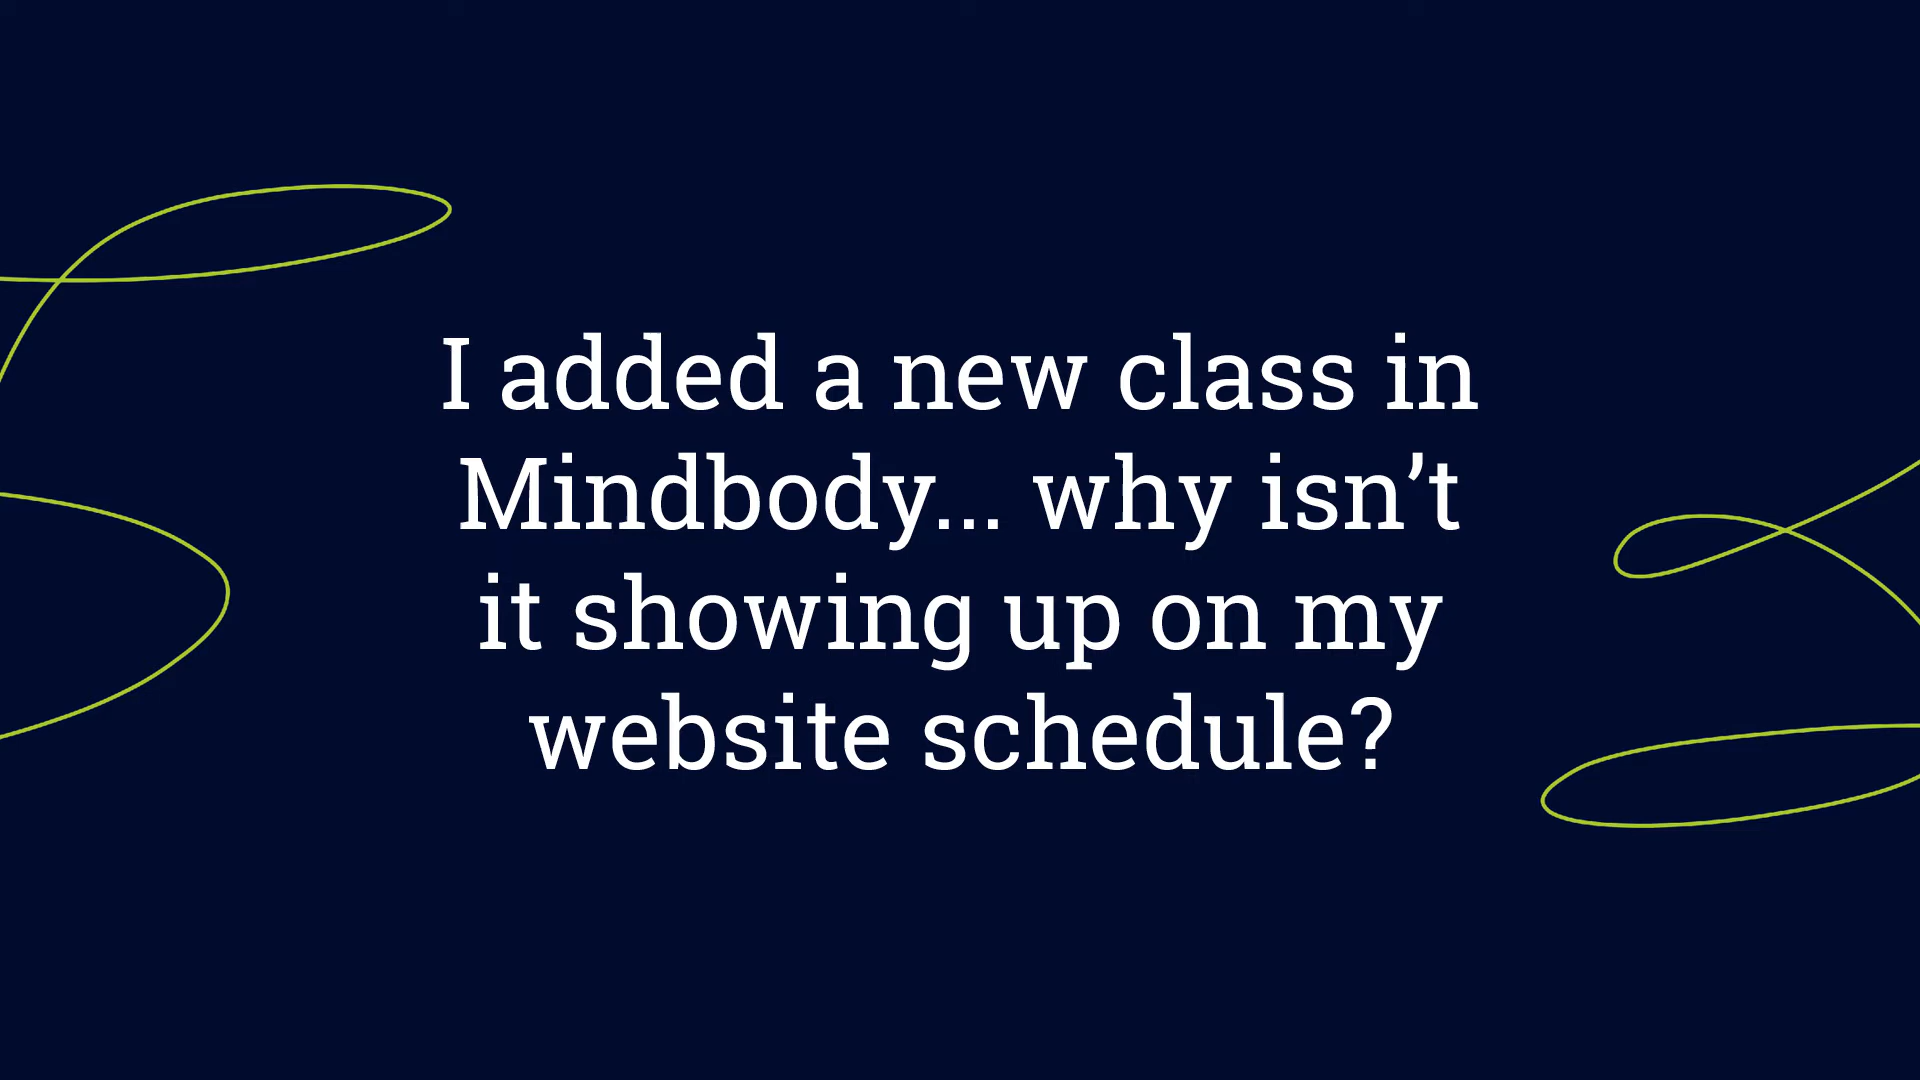 I added a new class in
Mindbody... why isn’t
it showing up on my
website schedule?